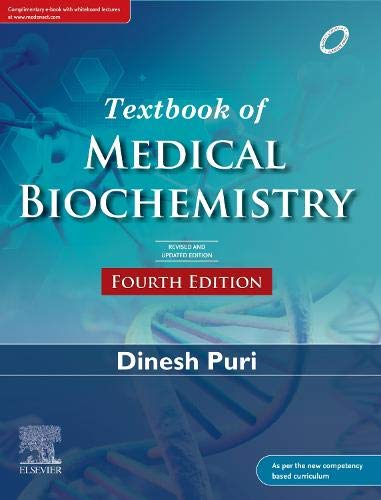 Complimentary e-book with whiteboard lectures
at www.medenact.com
Textbook of
MEDICAL
BIOCHEMISTRY
REVISED AND
UPDATED EDITION
FOURTH EDITION
Dinesh Puri
ELSEVIER
As per the new competency
based curriculum